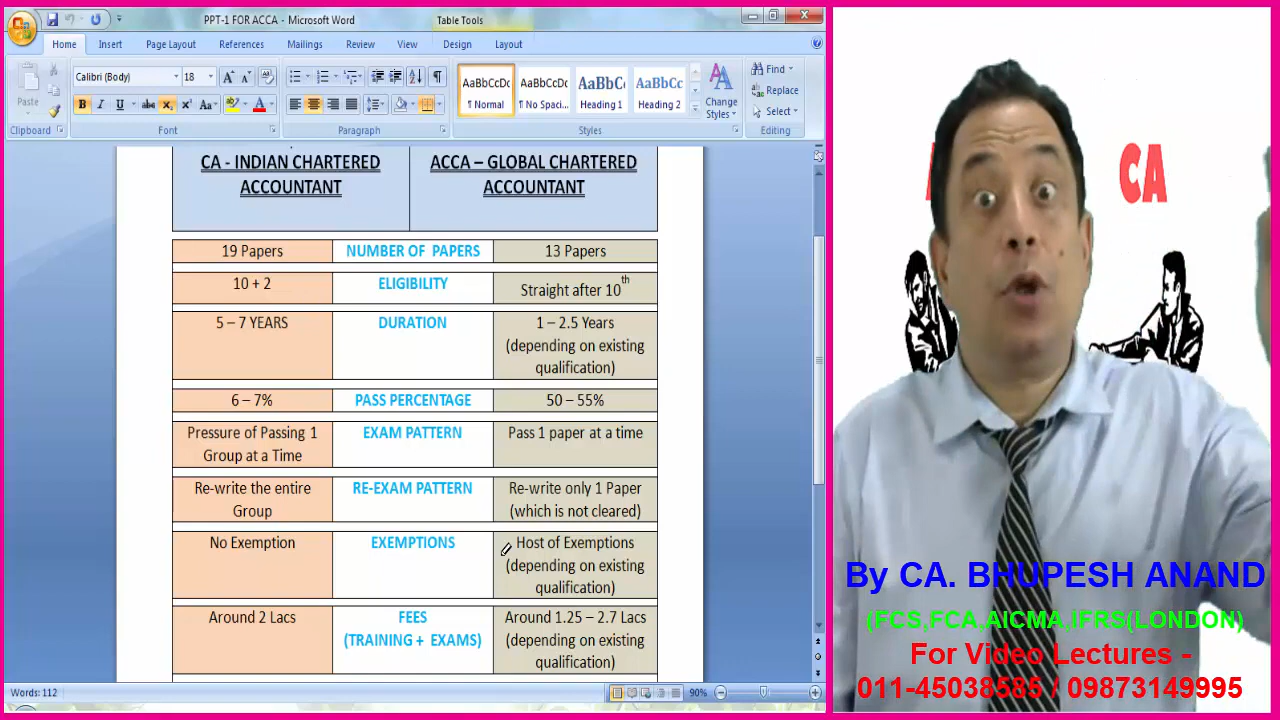 PPT-1 FOR ACCA - Microsoft Word
Table Tools
Home Insert Page Layout References Mailings Review View Design Layout
Calibri (Body) 18
AaBbCcDc AaBbCcDc AaBbC AaBbCc
¶ Normal ¶ No Spaci... Heading 1 Heading 2
Paste
Change Styles
Find
Replace
Select
Clipboard Font Paragraph Styles Editing
CA - INDIAN CHARTERED
ACCOUNTANT
ACCA – GLOBAL CHARTERED
ACCOUNTANT
19 Papers NUMBER OF PAPERS 13 Papers
10 + 2 ELIGIBILITY Straight after 10th
5 – 7 YEARS DURATION 1 – 2.5 Years
(depending on existing
qualification)
6 – 7% PASS PERCENTAGE 50 – 55%
Pressure of Passing 1 EXAM PATTERN Pass 1 paper at a time
Group at a Time
Re-write the entire RE-EXAM PATTERN Re-write only 1 Paper
Group (which is not cleared)
No Exemption EXEMPTIONS Host of Exemptions
(depending on existing
qualification)
Around 2 Lacs FEES Around 1.25 – 2.7 Lacs
(TRAINING + EXAMS) (depending on existing
qualification)
Words: 112
90%
CA
By CA. BHUPESH ANAND
(FCS,FCA,AICMA,iFRS(LONDON)
For Video Lectures -
011-45038585 / 09873149995